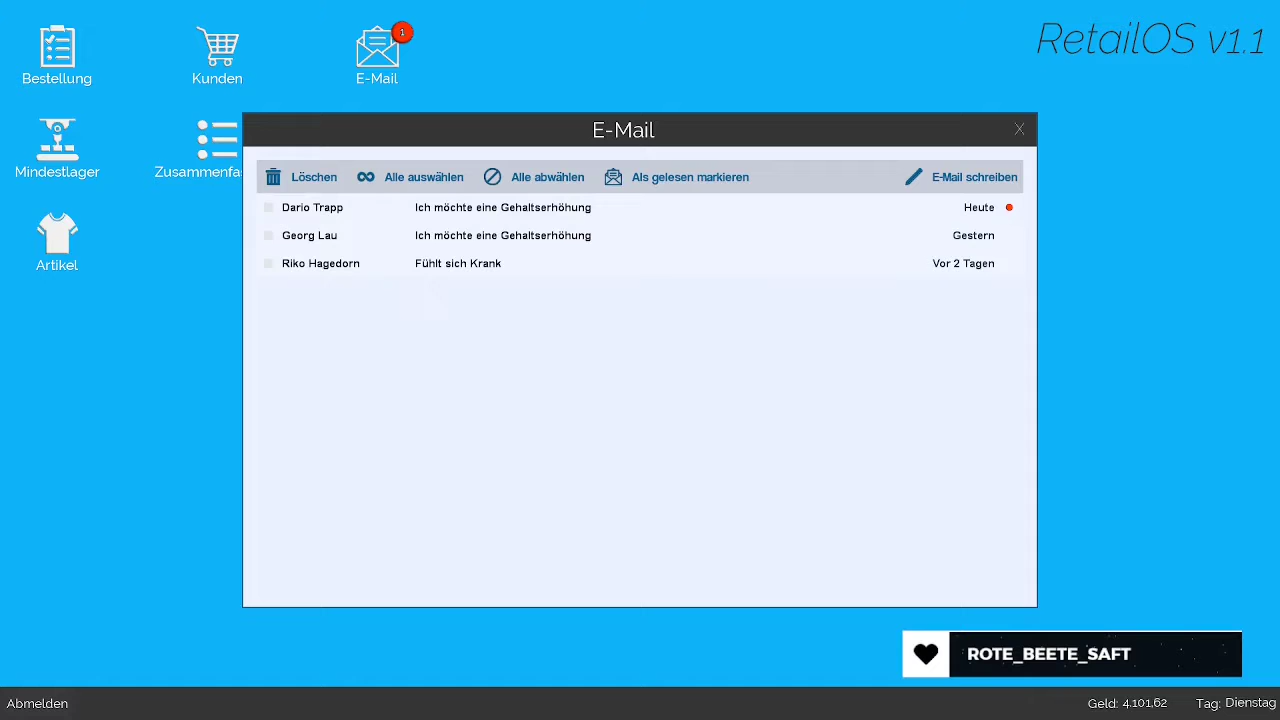 RetailOS v1.1
Bestellung
Kunden
E-Mail
1
Mindestlager
Zusammenfas
Artikel
E-Mail
X
Löschen
Alle auswählen
Alle abwählen
Als gelesen markieren
E-Mail schreiben
Dario Trapp Ich möchte eine Gehaltserhöhung Heute
Georg Lau Ich möchte eine Gehaltserhöhung Gestern
Riko Hagedorn Fühlt sich Krank Vor 2 Tagen
ROTE_BEETE_SAFT
Abmelden
Geld: 4.101.62
Tag: Dienstag